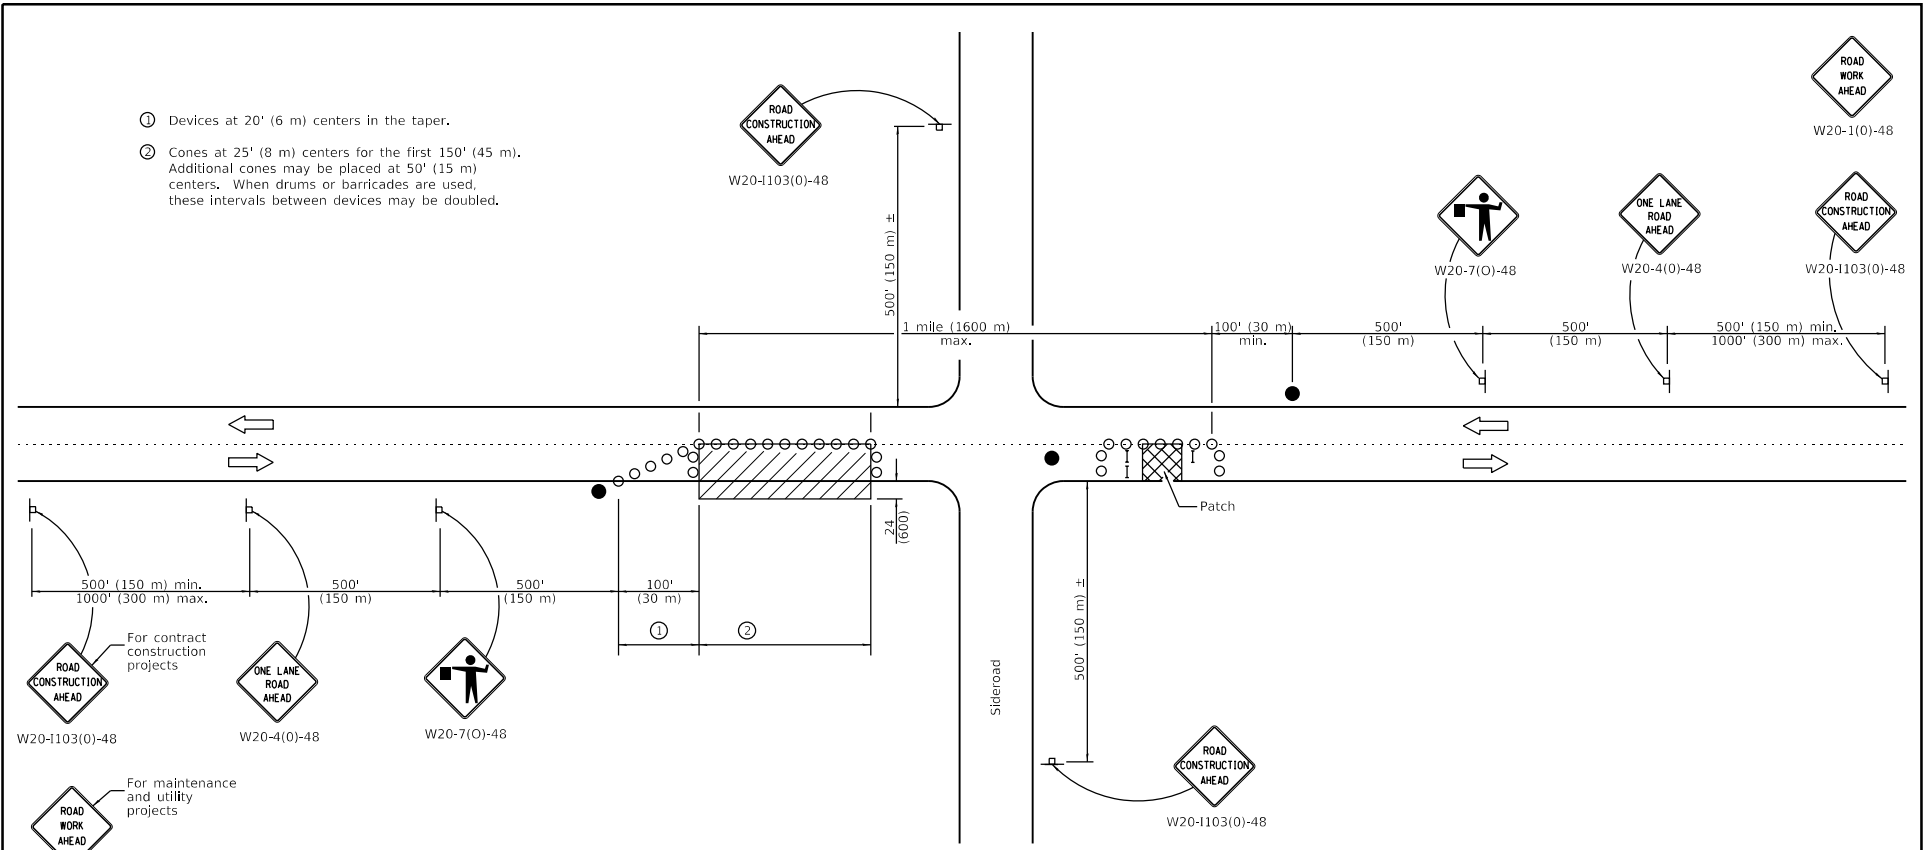 ① Devices at 20' (6 m) centers in the taper.
② Cones at 25' (8 m) centers for the first 150' (45 m).
Additional cones may be placed at 50' (15 m)
centers. When drums or barricades are used,
these intervals between devices may be doubled.
ROAD
CONSTRUCTION
AHEAD
W20-I103(0)-48
500' (150 m) ±
ROAD
WORK
AHEAD
W20-1(0)-48
W20-7(O)-48
ONE LANE
ROAD
AHEAD
W20-4(0)-48
ROAD
CONSTRUCTION
AHEAD
W20-I103(0)-48
1 mile (1600 m)
max.
100' (30 m)
min.
500'
(150 m)
500'
(150 m)
500' (150 m) min.
1000' (300 m) max.
Patch
24
(600)
500' (150 m) min.
1000' (300 m) max.
500'
(150 m)
500'
(150 m)
100'
(30 m)
①
②
For contract
construction
projects
ROAD
CONSTRUCTION
AHEAD
W20-I103(0)-48
ONE LANE
ROAD
AHEAD
W20-4(0)-48
W20-7(O)-48
Sideroad
500' (150 m) ±
ROAD
CONSTRUCTION
AHEAD
W20-I103(0)-48
For maintenance
and utility
projects
ROAD
WORK
AHEAD